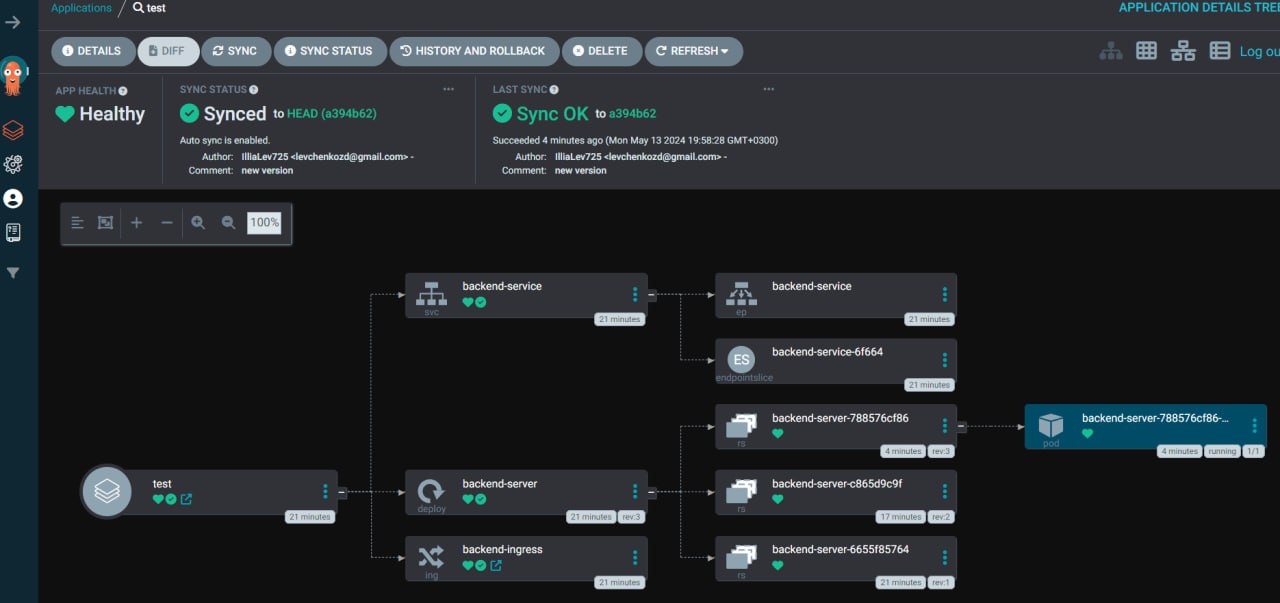 Applications / test
APPLICATION DETAILS TREE
DETAILS DIFF SYNC SYNC STATUS HISTORY AND ROLLBACK DELETE REFRESH
Log ou
APP HEALTH
Healthy
SYNC STATUS
Synced to HEAD (a394b62)
Auto sync is enabled.
Author: IlliaLev725 <levchenkozd@gmail.com> -
Comment: new version
LAST SYNC
Sync OK to a394b62
Succeeded 4 minutes ago (Mon May 13 2024 19:58:28 GMT+0300)
Author: IlliaLev725 <levchenkozd@gmail.com> -
Comment: new version
100%
backend-service
svc
21 minutes
backend-service
ep
21 minutes
ES
backend-service-6f664
endpointslice
21 minutes
backend-server-788576cf86
rs
4 minutes rev:3
backend-server-788576cf86-...
pod
4 minutes running 1/1
test
21 minutes
backend-server
deploy
21 minutes rev:3
backend-server-c865d9c9f
rs
17 minutes rev:2
backend-ingress
ing
21 minutes
backend-server-6655f85764
rs
21 minutes rev:1